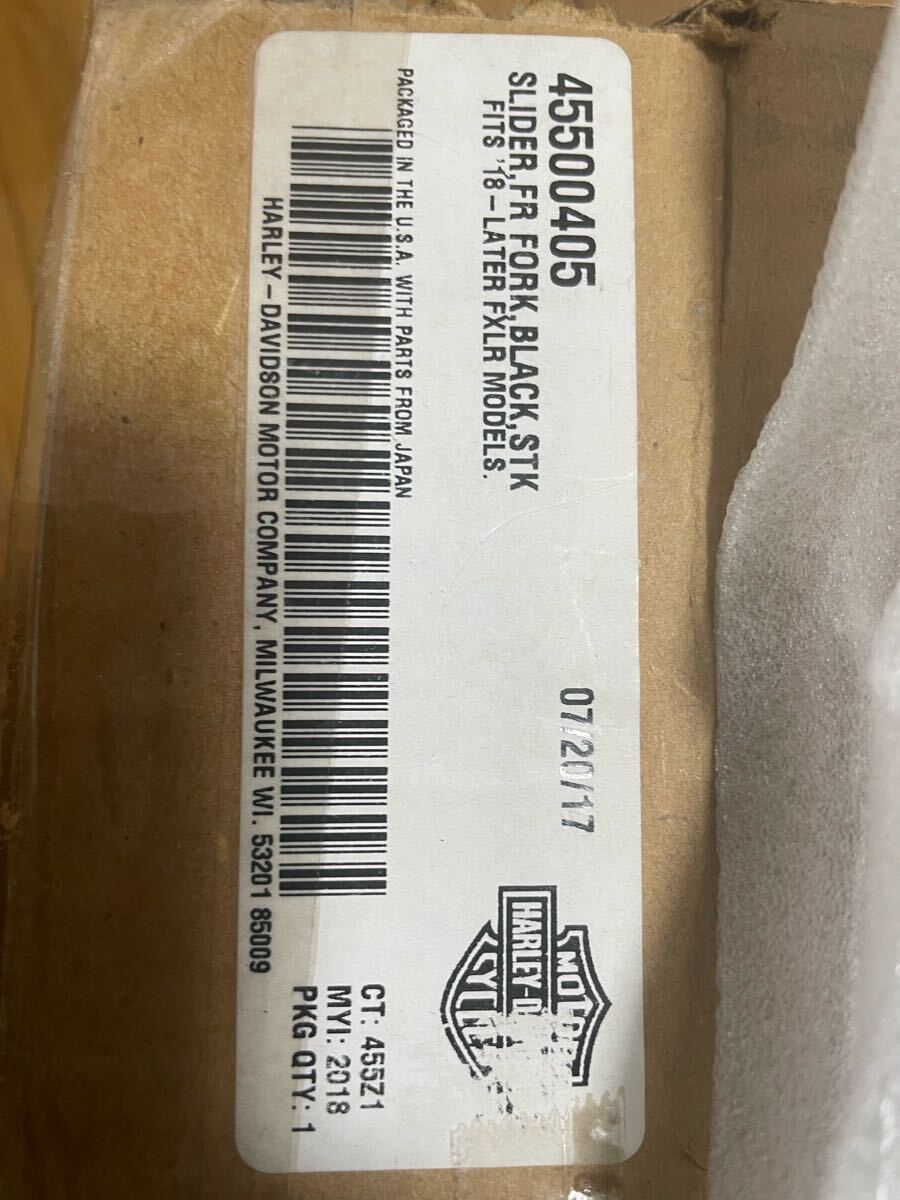 45500405
SLIDER,FR FORK,BLACK,STK
FITS '18-LATER FXLR MODELS.
07/20/17
MOTOR
HARLEY-D
PACKAGED IN THE U.S.A. WITH PARTS FROM JAPAN
CT: 455Z1
MYI: 2018
PKG QTY: 1
HARLEY-DAVIDSON MOTOR COMPANY, MILWAUKEE WI. 53201 85009